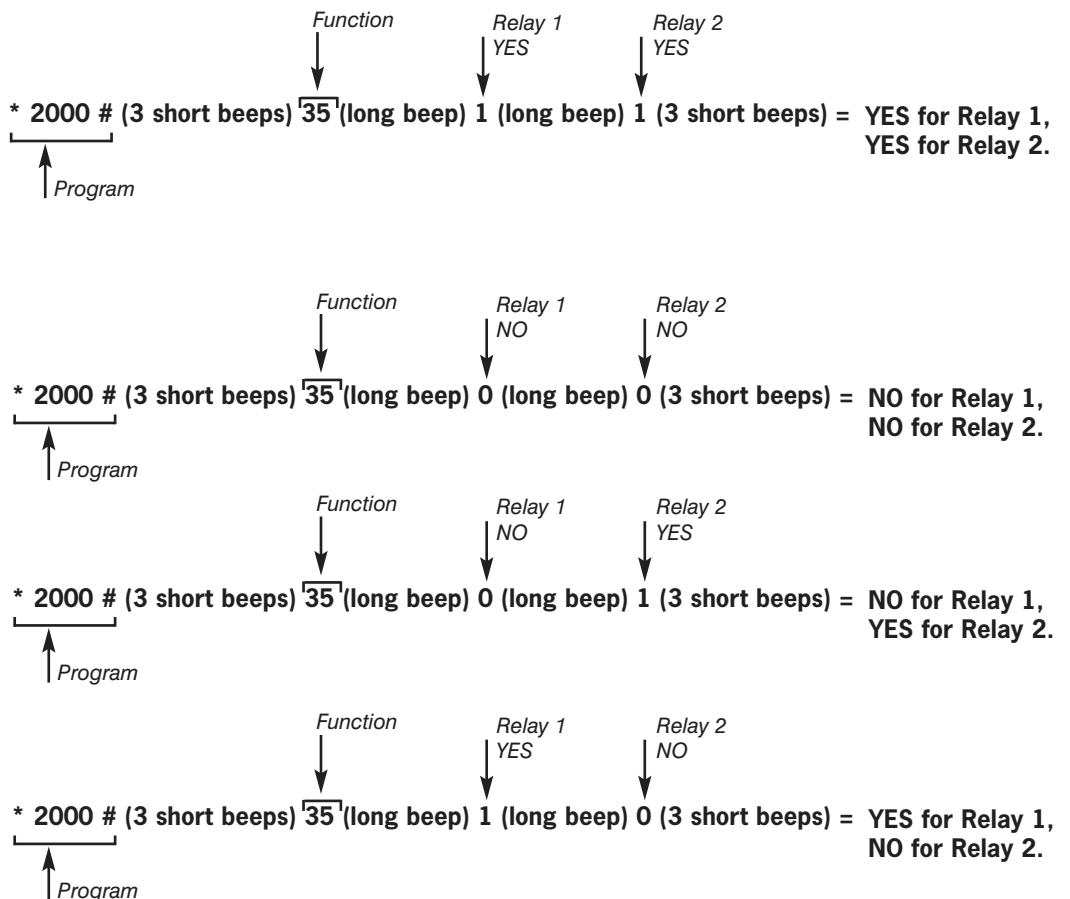 Function
Relay 1 Relay 2
YES YES
* 2000 # (3 short beeps) 35 (long beep) 1 (long beep) 1 (3 short beeps) = YES for Relay 1,
YES for Relay 2.
Program
Function
Relay 1 Relay 2
NO NO
* 2000 # (3 short beeps) 35 (long beep) 0 (long beep) 0 (3 short beeps) = NO for Relay 1,
NO for Relay 2.
Program
Function
Relay 1 Relay 2
NO YES
* 2000 # (3 short beeps) 35 (long beep) 0 (long beep) 1 (3 short beeps) = NO for Relay 1,
YES for Relay 2.
Program
Function
Relay 1 Relay 2
YES NO
* 2000 # (3 short beeps) 35 (long beep) 1 (long beep) 0 (3 short beeps) = YES for Relay 1,
NO for Relay 2.
Program